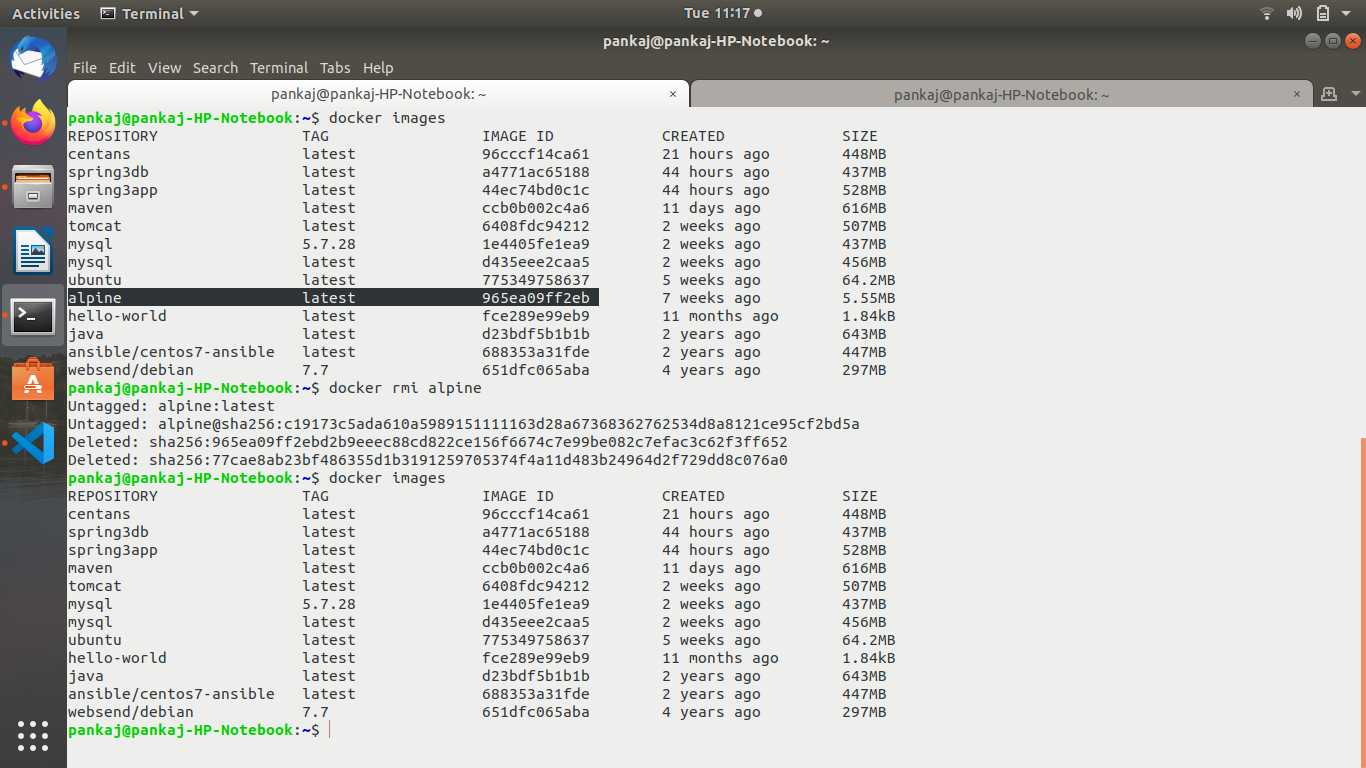 Activities Terminal Tue 11:17
pankaj@pankaj-HP-Notebook: ~
File Edit View Search Terminal Tabs Help
pankaj@pankaj-HP-Notebook: ~ × pankaj@pankaj-HP-Notebook: ~ ×
pankaj@pankaj-HP-Notebook:~$ docker images
REPOSITORY TAG IMAGE ID CREATED SIZE
centans latest 96cccf14ca61 21 hours ago 448MB
spring3db latest a4771ac65188 44 hours ago 437MB
spring3app latest 44ec74bd0c1c 44 hours ago 528MB
maven latest ccb0b002c4a6 11 days ago 616MB
tomcat latest 6408fdc94212 2 weeks ago 507MB
mysql 5.7.28 1e4405fe1ea9 2 weeks ago 437MB
mysql latest d435eee2caa5 2 weeks ago 456MB
ubuntu latest 775349758637 5 weeks ago 64.2MB
alpine latest 965ea09ff2eb 7 weeks ago 5.55MB
hello-world latest fce289e99eb9 11 months ago 1.84kB
java latest d23bdf5b1b1b 2 years ago 643MB
ansible/centos7-ansible latest 688353a31fde 2 years ago 447MB
websend/debian 7.7 651dfc065aba 4 years ago 297MB
pankaj@pankaj-HP-Notebook:~$ docker rmi alpine
Untagged: alpine:latest
Untagged: alpine@sha256:c19173c5ada610a5989151111163d28a67368362762534d8a8121ce95cf2bd5a
Deleted: sha256:965ea09ff2ebd2b9eeec88cd822ce156f6674c7e99be082c7efac3c62f3ff652
Deleted: sha256:77cae8ab23bf486355d1b3191259705374f4a11d483b24964d2f729dd8c076a0
pankaj@pankaj-HP-Notebook:~$ docker images
REPOSITORY TAG IMAGE ID CREATED SIZE
centans latest 96cccf14ca61 21 hours ago 448MB
spring3db latest a4771ac65188 44 hours ago 437MB
spring3app latest 44ec74bd0c1c 44 hours ago 528MB
maven latest ccb0b002c4a6 11 days ago 616MB
tomcat latest 6408fdc94212 2 weeks ago 507MB
mysql 5.7.28 1e4405fe1ea9 2 weeks ago 437MB
mysql latest d435eee2caa5 2 weeks ago 456MB
ubuntu latest 775349758637 5 weeks ago 64.2MB
hello-world latest fce289e99eb9 11 months ago 1.84kB
java latest d23bdf5b1b1b 2 years ago 643MB
ansible/centos7-ansible latest 688353a31fde 2 years ago 447MB
websend/debian 7.7 651dfc065aba 4 years ago 297MB
pankaj@pankaj-HP-Notebook:~$